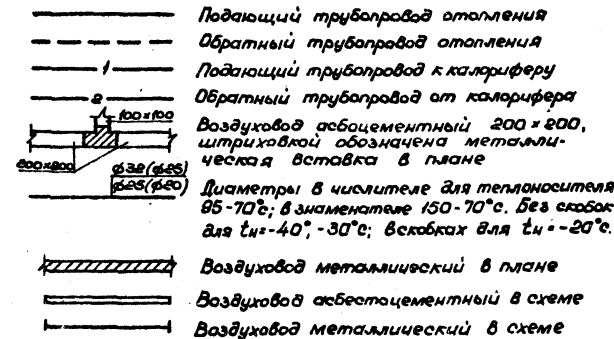 Подающий трубопровод отопления
Обратный трубопровод отопления
1 Подающий трубопровод к калориферу
2 Обратный трубопровод от калорифера
100×100
Воздуховод асбоцементный 200×200,
штриховкой обозначена металли-
ческая вставка в плане
200×200
ф32(ф25)
ф25(ф20)
Диаметры в числителе для теплоносителя
95-70°с; в знаменателе 150-70°с. Без скобок
для tн=-40°, -30°с; в скобках для tн=-20°с.
Воздуховод металлический в плане
Воздуховод асбестоцементный в схеме
Воздуховод металлический в схеме